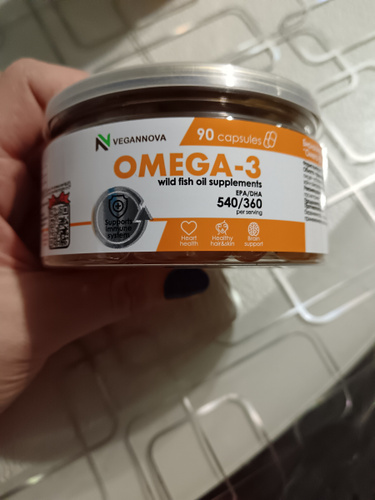 VEGANNOVA
90 capsules
OMEGA-3
wild fish oil supplements
EPA/DHA
540/360
per serving
Heart
health
Healthy
hair&skin
Brain
support